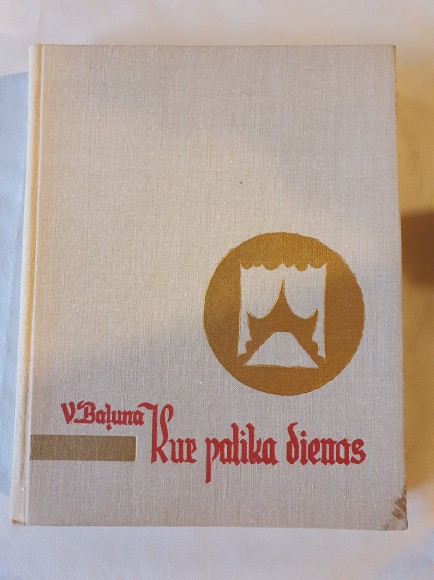 V. Baļuna
Kur palika dienas